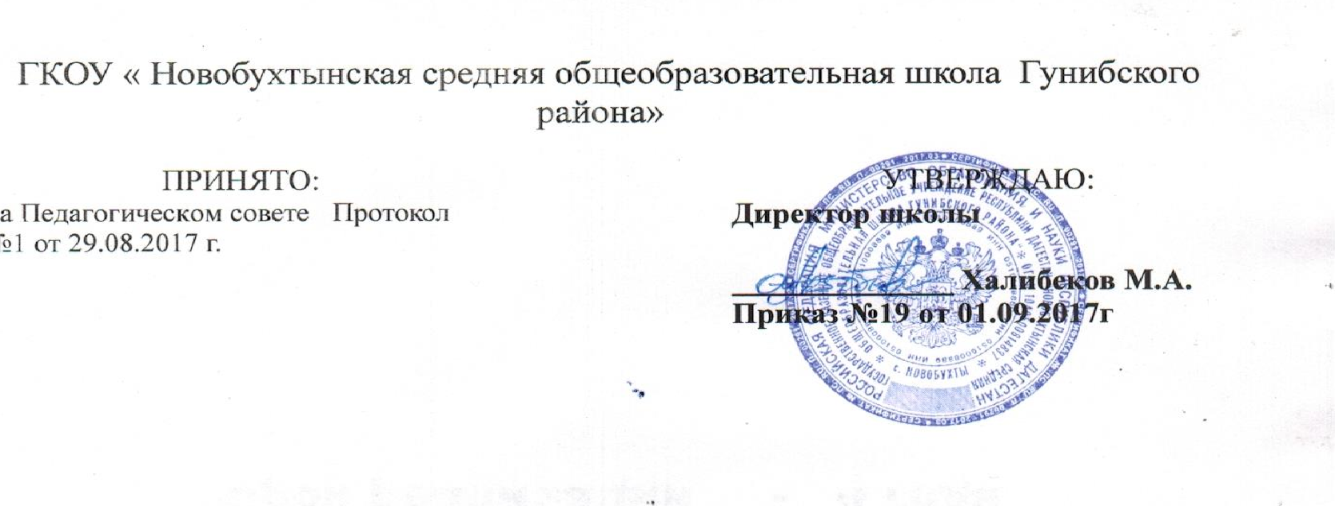 ГКОУ « Новобухтынская средняя общеобразовательная школа Гунибского
района»
ПРИНЯТО:
а Педагогическом совете Протокол
№1 от 29.08.2017 г.
УТВЕРЖДАЮ:
Директор школы
Халибеков М.А.
Приказ №19 от 01.09.2017г
с. НОВОБУХТЫ